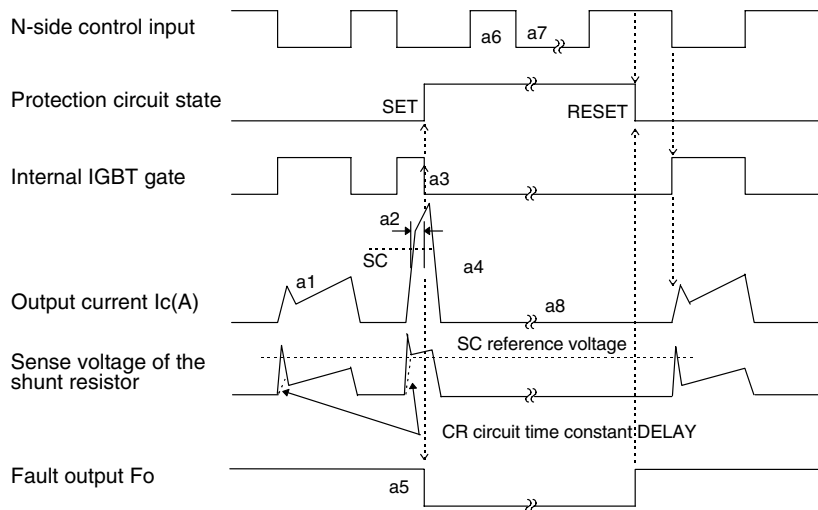 N-side control input
a6
a7
Protection circuit state
SET
RESET
Internal IGBT gate
a3
a2
SC
a4
a1
Output current Ic(A)
a8
SC reference voltage
Sense voltage of the
shunt resistor
CR circuit time constant DELAY
Fault output Fo
a5